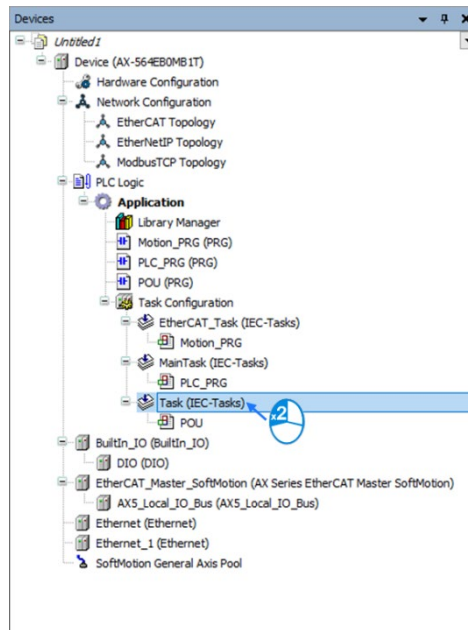 Devices
Untitled1
Device (AX-564EB0MB1T)
Hardware Configuration
Network Configuration
EtherCAT Topology
EtherNetIP Topology
ModbusTCP Topology
PLC Logic
Application
Library Manager
Motion_PRG (PRG)
PLC_PRG (PRG)
POU (PRG)
Task Configuration
EtherCAT_Task (IEC-Tasks)
Motion_PRG
MainTask (IEC-Tasks)
PLC_PRG
Task (IEC-Tasks)
x2
POU
BuiltIn_IO (BuiltIn_IO)
DIO (DIO)
EtherCAT_Master_SoftMotion (AX Series EtherCAT Master SoftMotion)
AX5_Local_IO_Bus (AX5_Local_IO_Bus)
Ethernet (Ethernet)
Ethernet_1 (Ethernet)
SoftMotion General Axis Pool